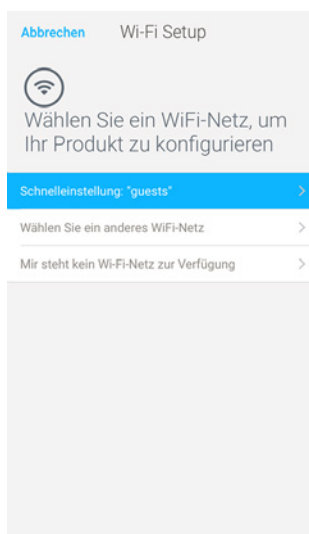 Abbrechen Wi-Fi Setup
Wählen Sie ein WiFi-Netz, um
Ihr Produkt zu konfigurieren
Schnelleinstellung: "guests"
Wählen Sie ein anderes WiFi-Netz
Mir steht kein Wi-Fi-Netz zur Verfügung